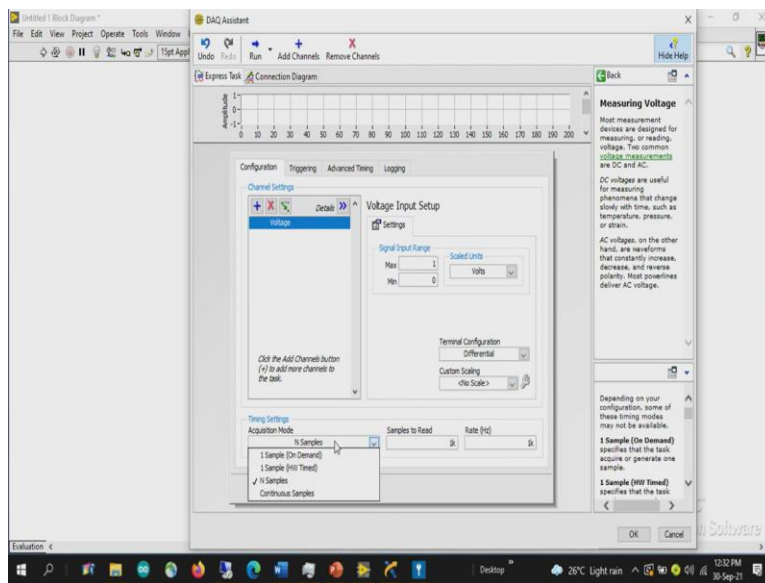 Untitled 1 Block Diagram *
DAQ Assistant
File Edit View Project Operate Tools Window
15pt Appl
Undo Redo Run Add Channels Remove Channels
Hide Help
Express Task Connection Diagram
Back
Amplitude
1-
0-
-1-
0 10 20 30 40 50 60 70 80 90 100 110 120 130 140 150 160 170 180 190 200
Configuration Triggering Advanced Timing Logging
Channel Settings
Details
Voltage
Click the Add Channels button
(+) to add more channels to
the task.
Voltage Input Setup
Settings
Signal Input Range
Max 1
Min 0
Scaled Units
Volts
Terminal Configuration
Differential
Custom Scaling
<No Scale>
Timing Settings
Acquisition Mode
N Samples
Samples to Read
1k
Rate (Hz)
1k
1 Sample (On Demand)
1 Sample (HW Timed)
✓ N Samples
Continuous Samples
Measuring Voltage
Most measurement
devices are designed for
measuring, or reading,
voltage. Two common
voltage measurements
are DC and AC.
DC voltages are useful
for measuring
phenomena that change
slowly with time, such as
temperature, pressure,
or strain.
AC voltages, on the other
hand, are waveforms
that constantly increase,
decrease, and reverse
polarity. Most powerlines
deliver AC voltage.
Depending on your
configuration, some of
these timing modes
may not be available.
1 Sample (On Demand)
specifies that the task
acquire or generate one
sample.
1 Sample (HW Timed)
specifies that the task
OK Cancel
Software
Evaluation
Desktop
26°C Light rain
12:32 PM
30-Sep-21